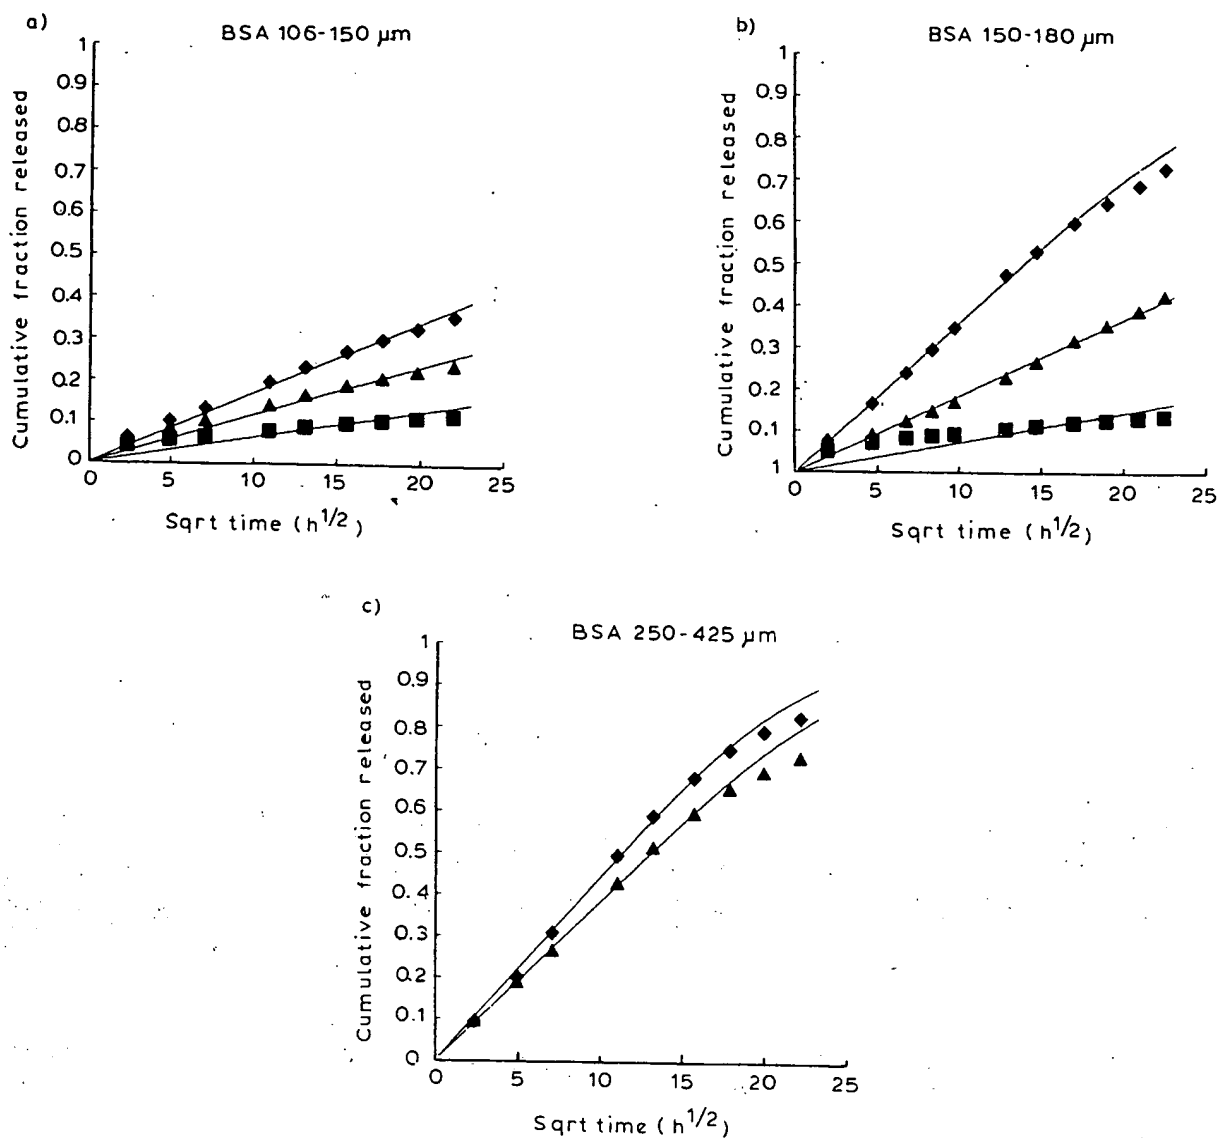 a)
BSA 106-150 µm
1
0.9
0.8
0.7
0.6
0.5
0.4
0.3
0.2
0.1
0
Cumulative fraction released
0 5 10 15 20 25
Sqrt time (h1/2)
b)
BSA 150-180 µm
1
0.9
0.8
0.7
0.6
0.5
0.4
0.3
0.2
0.1
1
Cumulative fraction released
0 5 10 15 20 25
Sqrt time (h1/2)
c)
BSA 250-425 µm
1
0.9
0.8
0.7
0.6
0.5
0.4
0.3
0.2
0.1
0
Cumulative fraction released
0 5 10 15 20 25
Sqrt time (h1/2)